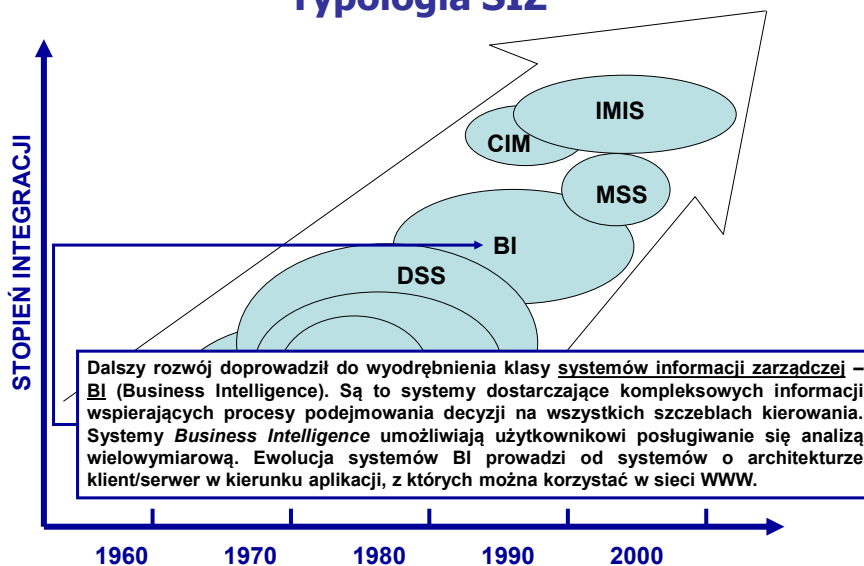 Typologia SIZ
IMIS
CIM
MSS
BI
DSS
STOPIEŃ INTEGRACJI
Dalszy rozwój doprowadził do wyodrębnienia klasy systemów informacji zarządczej –
BI (Business Intelligence). Są to systemy dostarczające kompleksowych informacji
wspierających procesy podejmowania decyzji na wszystkich szczeblach kierowania.
Systemy Business Intelligence umożliwiają użytkownikowi posługiwanie się analizą
wielowymiarową. Ewolucja systemów BI prowadzi od systemów o architekturze
klient/serwer w kierunku aplikacji, z których można korzystać w sieci WWW.
1960 1970 1980 1990 2000